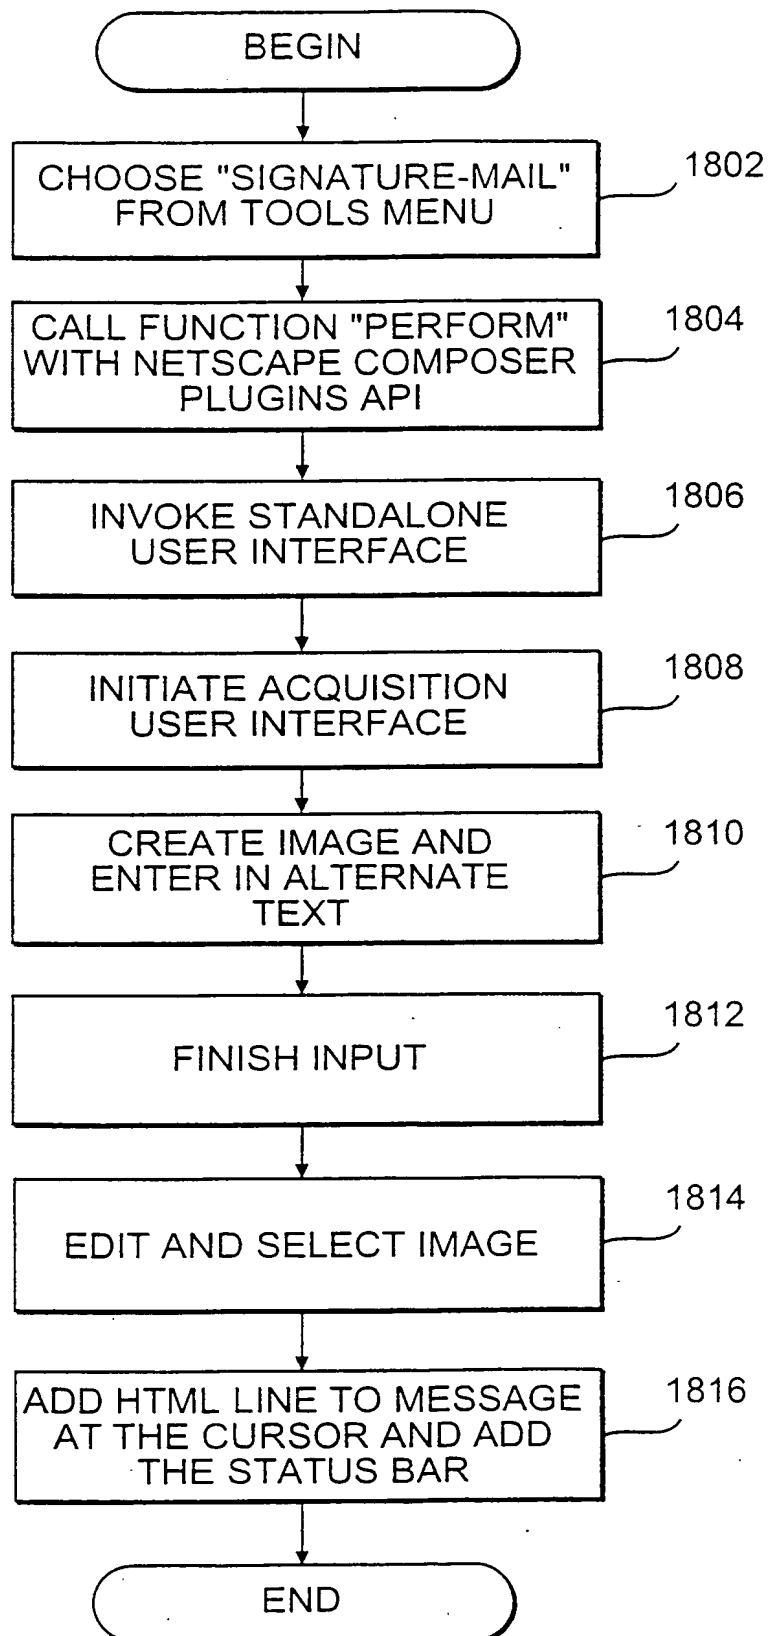 BEGIN
CHOOSE "SIGNATURE-MAIL"
FROM TOOLS MENU
1802
CALL FUNCTION "PERFORM"
WITH NETSCAPE COMPOSER
PLUGINS API
1804
INVOKE STANDALONE
USER INTERFACE
1806
INITIATE ACQUISITION
USER INTERFACE
1808
CREATE IMAGE AND
ENTER IN ALTERNATE
TEXT
1810
FINISH INPUT
1812
EDIT AND SELECT IMAGE
1814
ADD HTML LINE TO MESSAGE
AT THE CURSOR AND ADD
THE STATUS BAR
1816
END